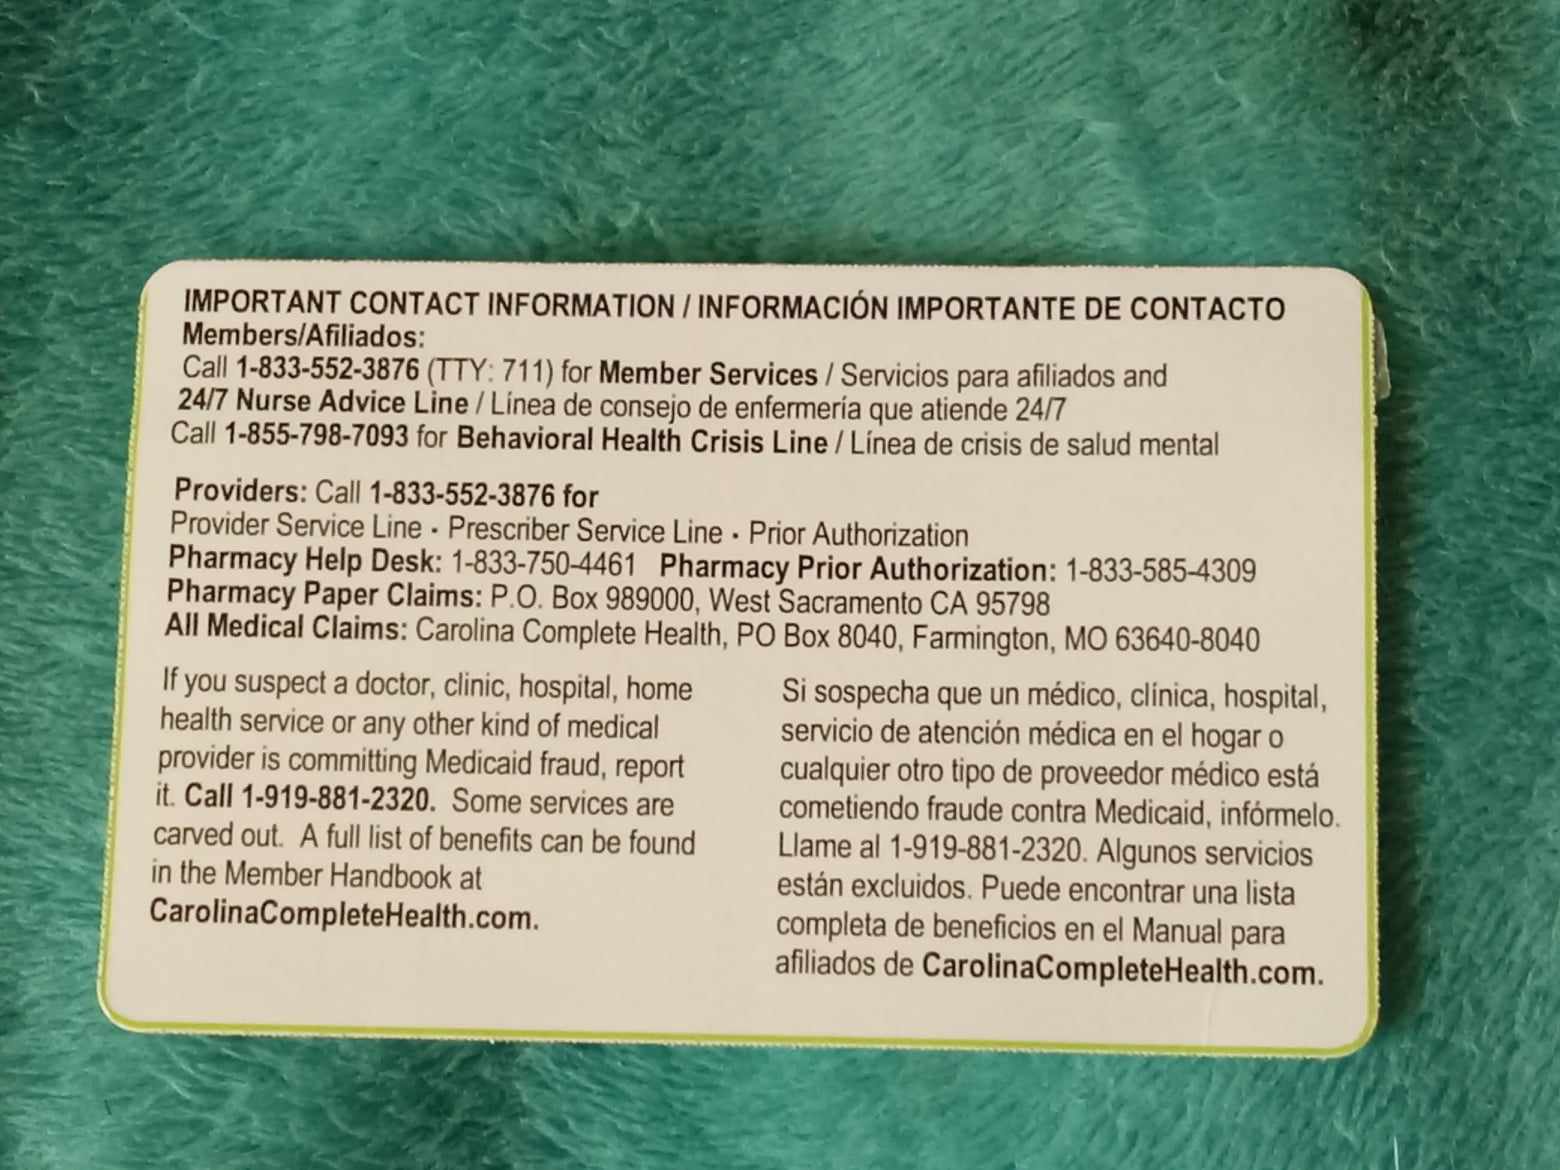 IMPORTANT CONTACT INFORMATION / INFORMACIÓN IMPORTANTE DE CONTACTO
Members/Afiliados:
Call 1-833-552-3876 (TTY: 711) for Member Services / Servicios para afiliados and
24/7 Nurse Advice Line / Línea de consejo de enfermería que atiende 24/7
Call 1-855-798-7093 for Behavioral Health Crisis Line / Línea de crisis de salud mental
Providers: Call 1-833-552-3876 for
Provider Service Line • Prescriber Service Line • Prior Authorization
Pharmacy Help Desk: 1-833-750-4461 Pharmacy Prior Authorization: 1-833-585-4309
Pharmacy Paper Claims: P.O. Box 989000, West Sacramento CA 95798
All Medical Claims: Carolina Complete Health, PO Box 8040, Farmington, MO 63640-8040
If you suspect a doctor, clinic, hospital, home
health service or any other kind of medical
provider is committing Medicaid fraud, report
it. Call 1-919-881-2320. Some services are
carved out. A full list of benefits can be found
in the Member Handbook at
CarolinaCompleteHealth.com.
Si sospecha que un médico, clínica, hospital,
servicio de atención médica en el hogar o
cualquier otro tipo de proveedor médico está
cometiendo fraude contra Medicaid, infórmelo.
Llame al 1-919-881-2320. Algunos servicios
están excluidos. Puede encontrar una lista
completa de beneficios en el Manual para
afiliados de CarolinaCompleteHealth.com.